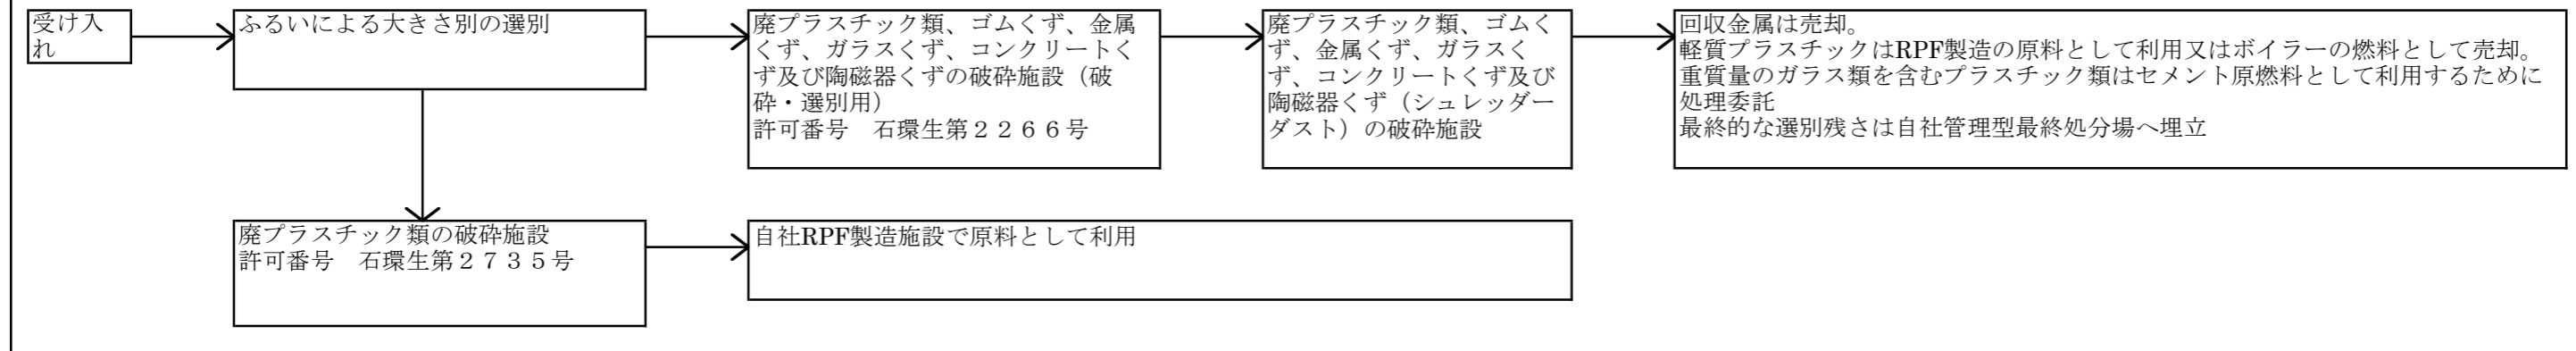 受け入
れ
ふるいによる大きさ別の選別
廃プラスチック類、ゴムくず、金属
くず、ガラスくず、コンクリートく
ず及び陶磁器くずの破砕施設（破
砕・選別用）
許可番号　石環生第２２６６号
廃プラスチック類、ゴムく
ず、金属くず、ガラスく
ず、コンクリートくず及び
陶磁器くず（シュレッダー
ダスト）の破砕施設
回収金属は売却。
軽質プラスチックはRPF製造の原料として利用又はボイラーの燃料として売却。
重質量のガラス類を含むプラスチック類はセメント原燃料として利用するために
処理委託
最終的な選別残さは自社管理型最終処分場へ埋立
廃プラスチック類の破砕施設
許可番号　石環生第２７３５号
自社RPF製造施設で原料として利用